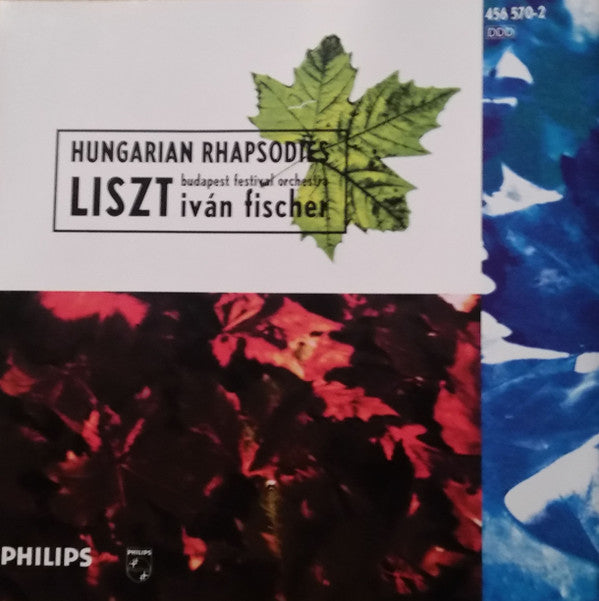 456 570-2
DDD
HUNGARIAN RHAPSODIES
budapest festival orchestra
LISZT iván fischer
PHILIPS
PHILIPS